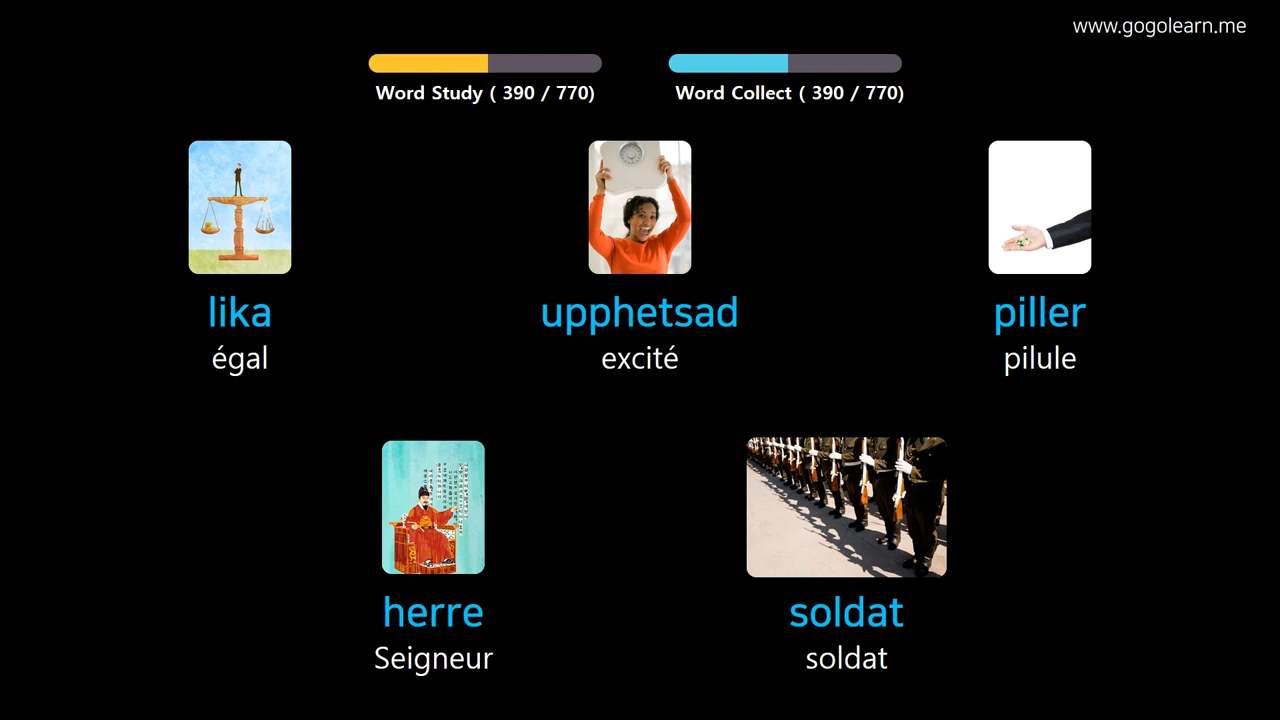 www.gogolearn.me
Word Study ( 390 / 770)
Word Collect ( 390 / 770)
lika
upphetsad
piller
égal
excité
pilule
herre
soldat
Seigneur
soldat